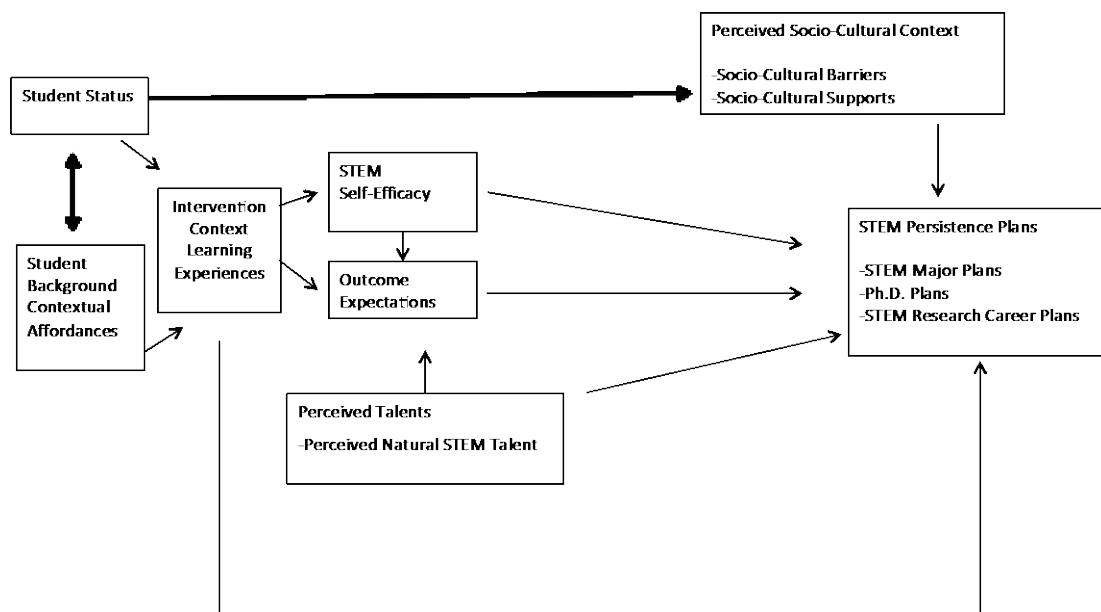 Perceived Socio-Cultural Context
-Socio-Cultural Barriers
-Socio-Cultural Supports
Student Status
STEM
Self-Efficacy
Intervention
Context
Learning
Experiences
STEM Persistence Plans
-STEM Major Plans
-Ph.D. Plans
-STEM Research Career Plans
Student
Background
Contextual
Affordances
Outcome
Expectations
Perceived Talents
-Perceived Natural STEM Talent